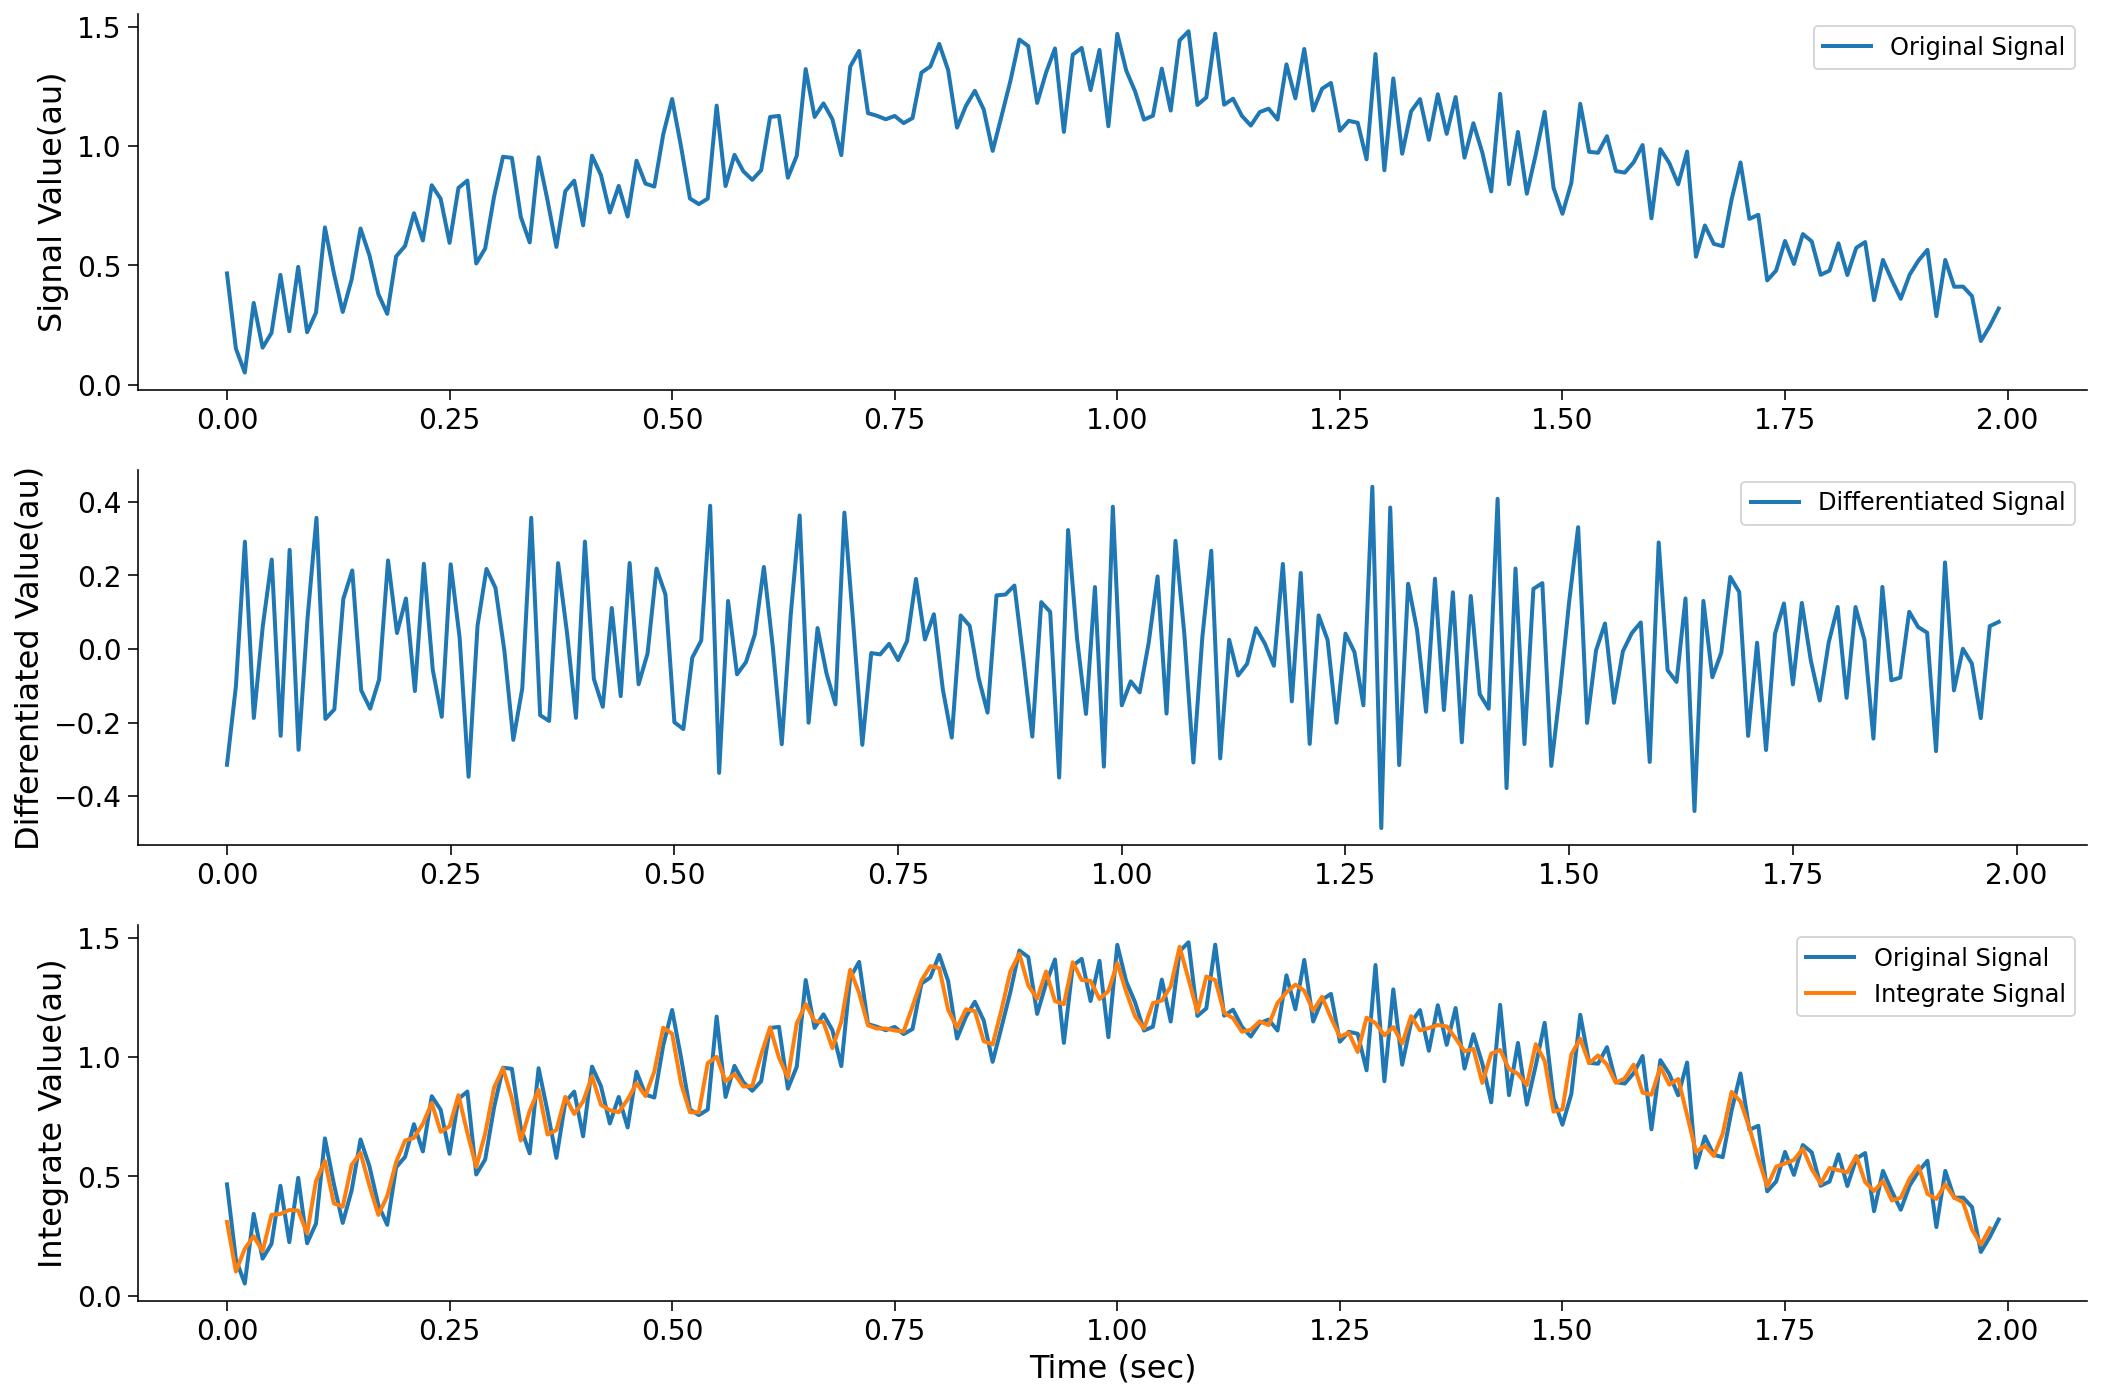 Signal Value(au)
1.5
1.0
0.5
0.0
Original Signal
0.00 0.25 0.50 0.75 1.00 1.25 1.50 1.75 2.00
Differentiated Value(au)
0.4
0.2
0.0
−0.2
−0.4
Differentiated Signal
0.00 0.25 0.50 0.75 1.00 1.25 1.50 1.75 2.00
Integrate Value(au)
1.5
1.0
0.5
0.0
Original Signal
Integrate Signal
0.00 0.25 0.50 0.75 1.00 1.25 1.50 1.75 2.00
Time (sec)